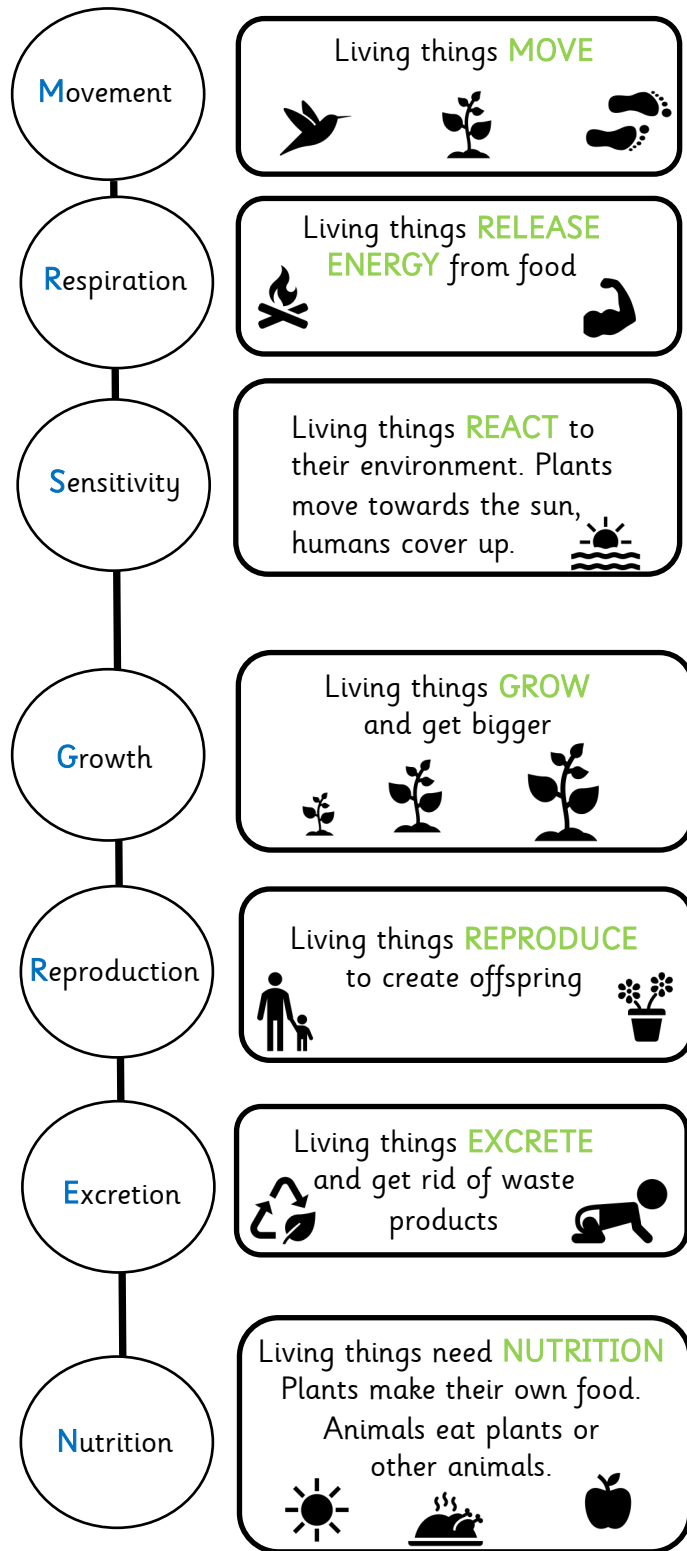 Movement
Living things MOVE
Respiration
Living things RELEASE
ENERGY from food
Sensitivity
Living things REACT to
their environment. Plants
move towards the sun,
humans cover up.
Growth
Living things GROW
and get bigger
Reproduction
Living things REPRODUCE
to create offspring
Excretion
Living things EXCRETE
and get rid of waste
products
Nutrition
Living things need NUTRITION
Plants make their own food.
Animals eat plants or
other animals.